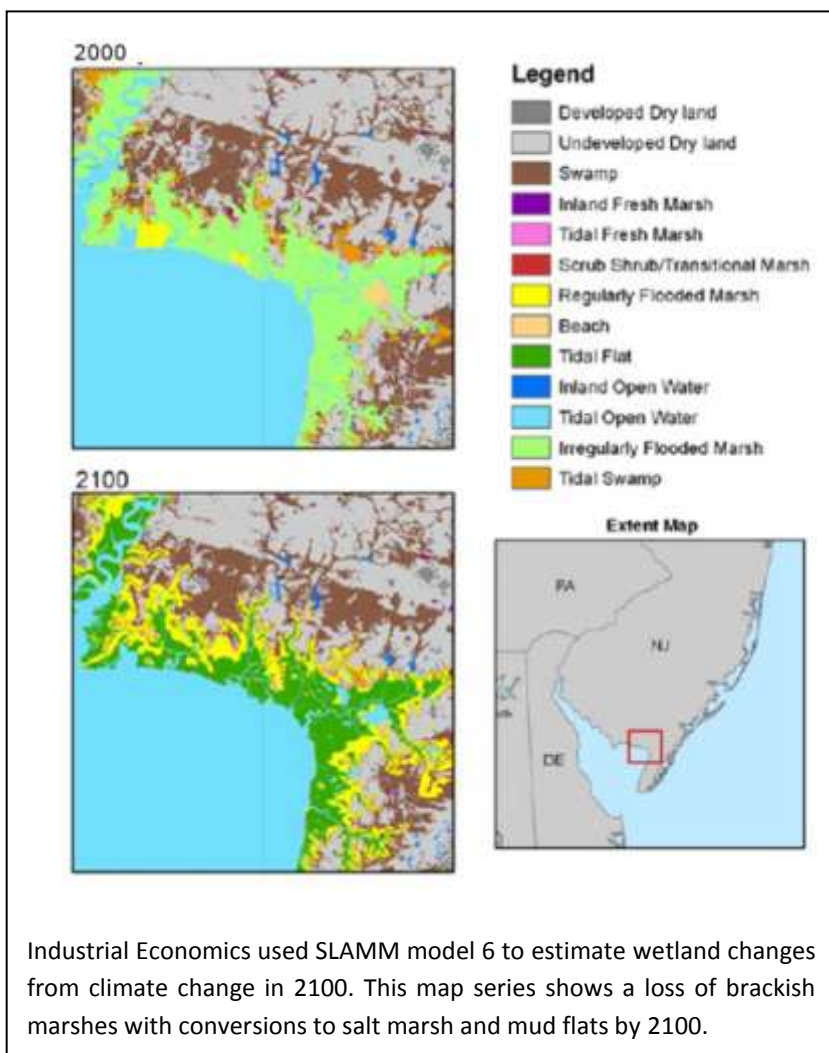 2000
Legend
Developed Dry land
Undeveloped Dry land
Swamp
Inland Fresh Marsh
Tidal Fresh Marsh
Scrub Shrub/Transitional Marsh
Regularly Flooded Marsh
Beach
Tidal Flat
Inland Open Water
Tidal Open Water
Irregularly Flooded Marsh
Tidal Swamp
2100
Extent Map
PA
NJ
DE
Industrial Economics used SLAMM model 6 to estimate wetland changes
from climate change in 2100. This map series shows a loss of brackish
marshes with conversions to salt marsh and mud flats by 2100.